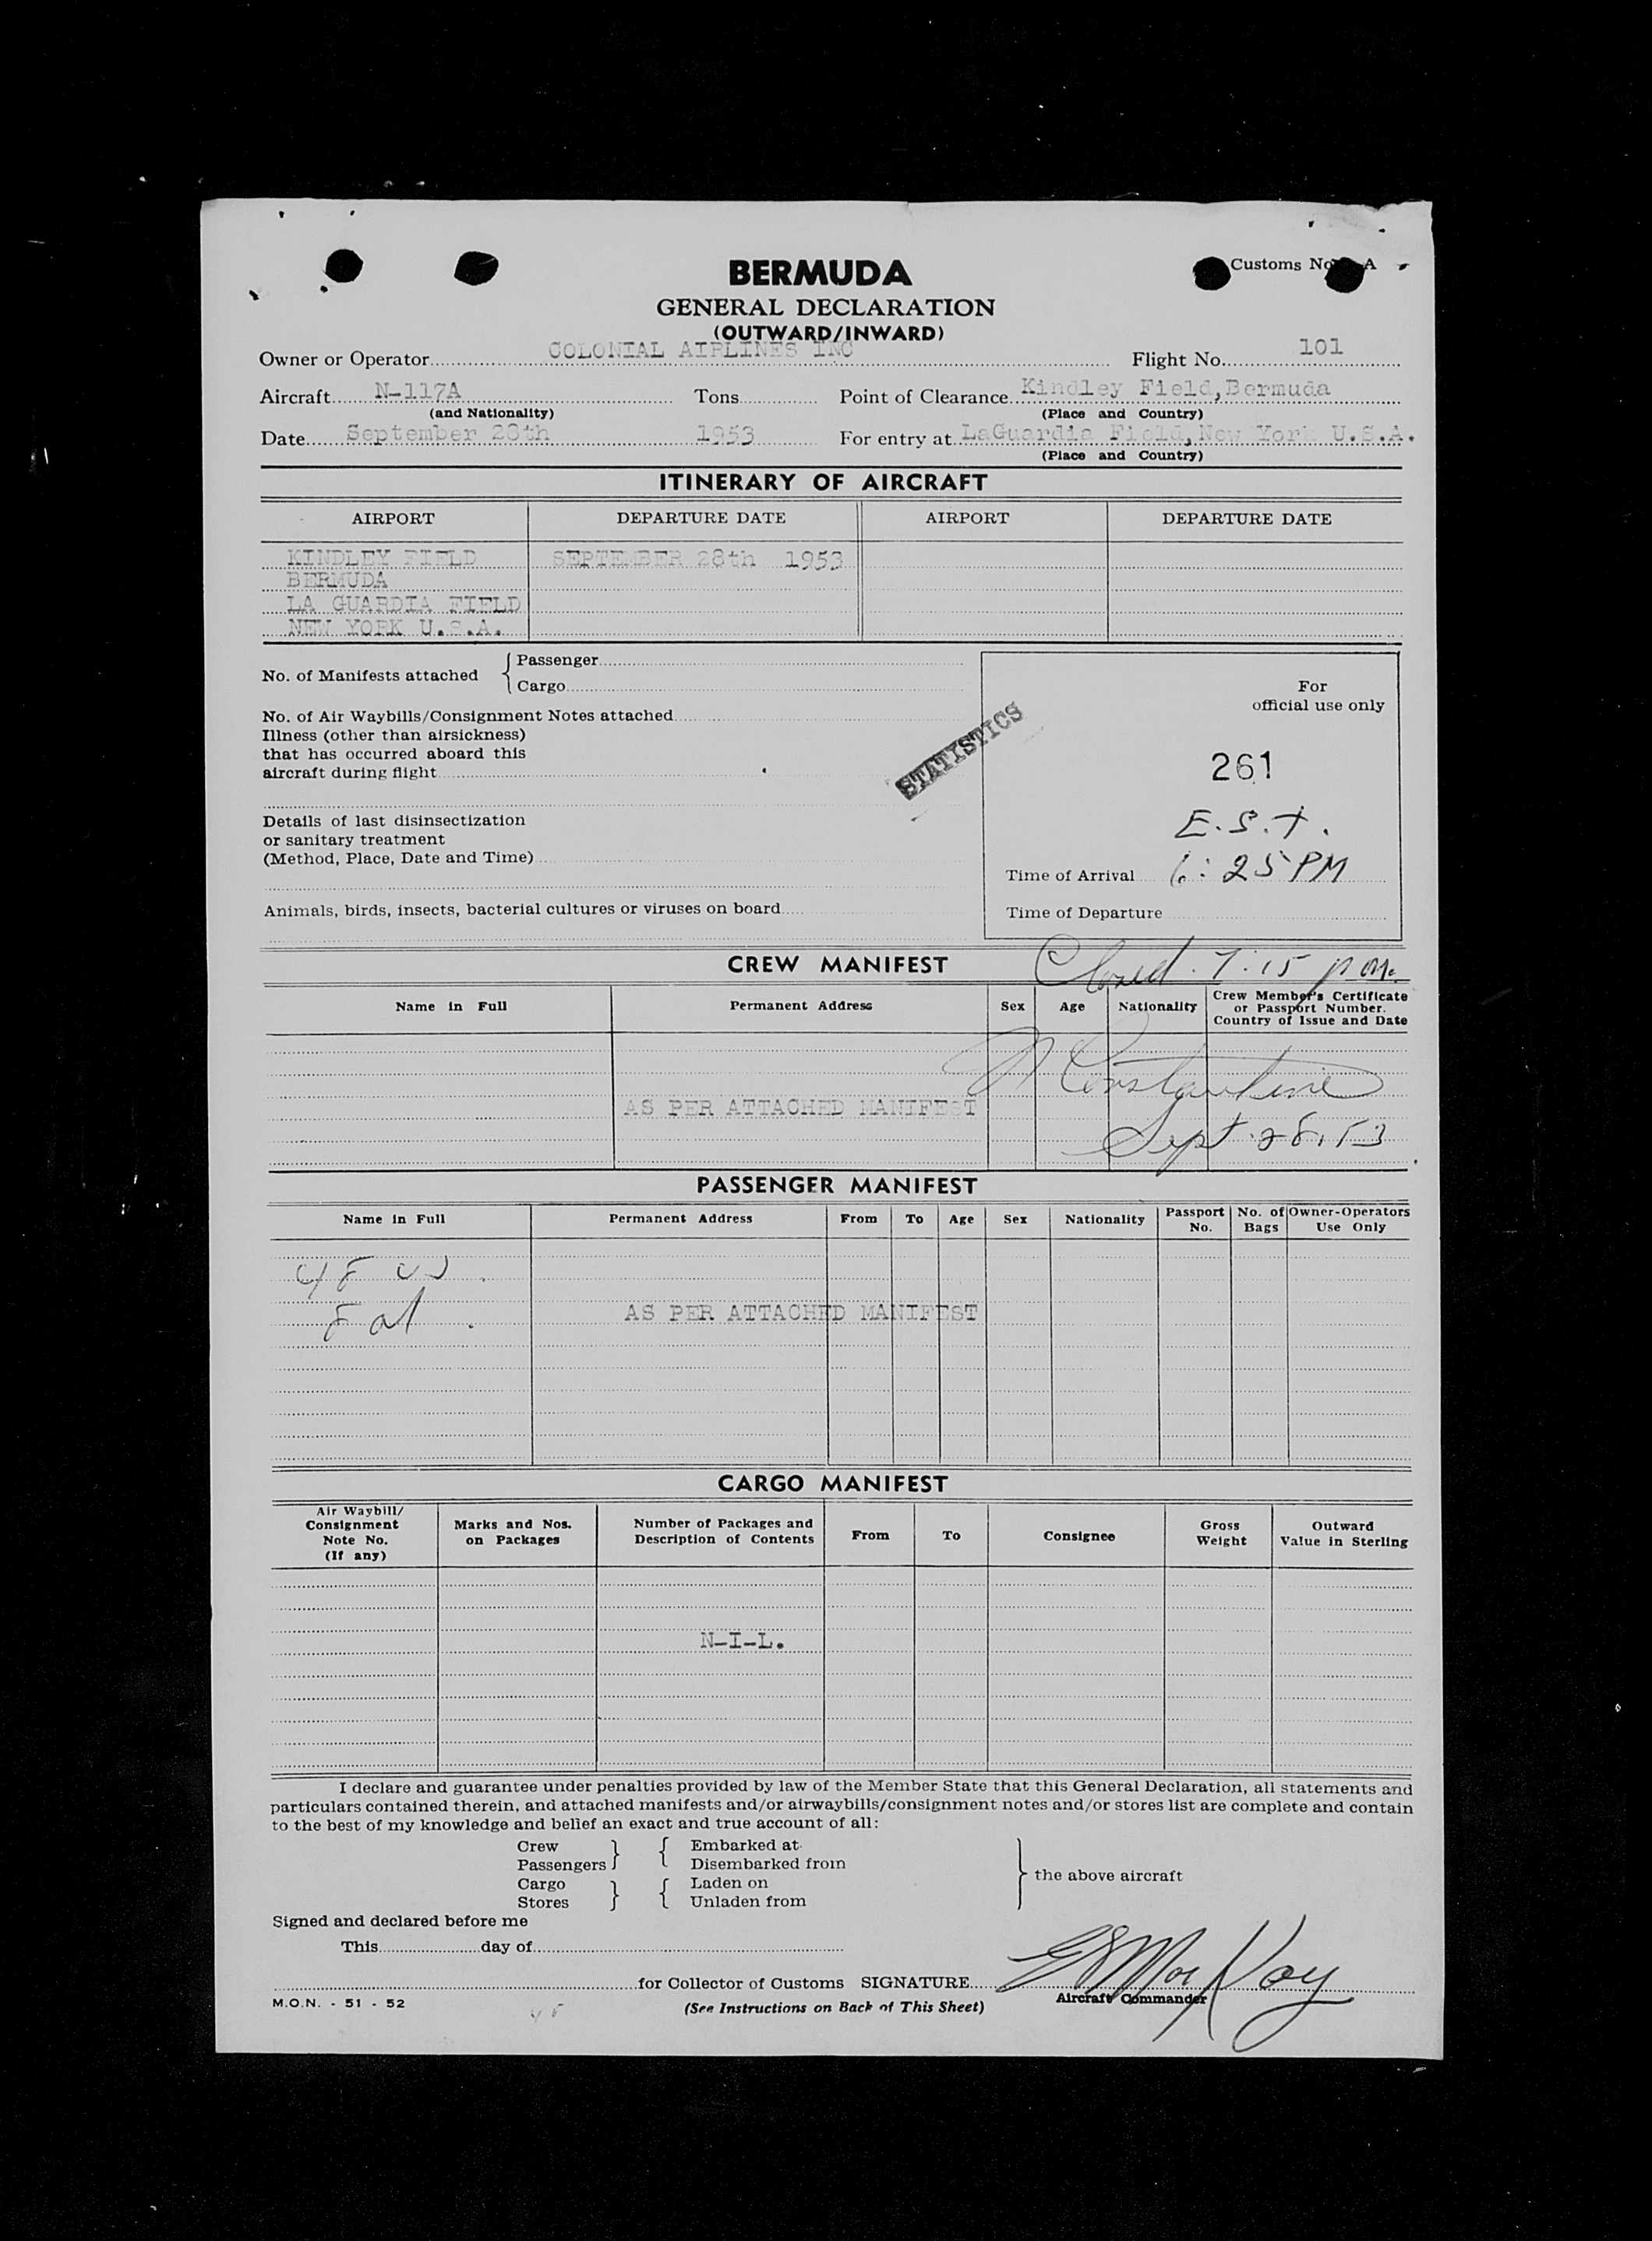 Customs No. A
BERMUDA
GENERAL DECLARATION
(OUTWARD/INWARD)
Owner or Operator COLONIAL AIRLINES INC Flight No. 101
Aircraft N-117A Tons Point of Clearance Kindley Field, Bermuda
(and Nationality) (Place and Country)
Date September 28th 1953 For entry at LaGuardia Field, New York U.S.A.
(Place and Country)
ITINERARY OF AIRCRAFT
AIRPORT DEPARTURE DATE AIRPORT DEPARTURE DATE
KINDLEY FIELD SEPTEMBER 28th 1953
BERMUDA
LA GUARDIA FIELD
NEW YORK U.S.A.
No. of Manifests attached
Passenger
Cargo
No. of Air Waybills/Consignment Notes attached
Illness (other than airsickness)
that has occurred aboard this
aircraft during flight
Details of last disinsectization
or sanitary treatment
(Method, Place, Date and Time)
Animals, birds, insects, bacterial cultures or viruses on board
STATISTICS
For
official use only
261
E.S.T.
Time of Arrival 6:25 PM
Time of Departure
Closed 7:15 pm.
CREW MANIFEST
Name in Full Permanent Address Sex Age Nationality Crew Member's Certificate
or Passport Number.
Country of Issue and Date
AS PER ATTACHED MANIFEST
Constantine
Sept. 28, 53
PASSENGER MANIFEST
Name in Full Permanent Address From To Age Sex Nationality Passport No. No. of Bags Owner-Operators Use Only
48
AS PER ATTACHED MANIFEST
CARGO MANIFEST
Air Waybill/
Consignment
Note No.
(If any)
Marks and Nos.
on Packages
Number of Packages and
Description of Contents
From To Consignee
Gross
Weight
Outward
Value in Sterling
N-I-L.
I declare and guarantee under penalties provided by law of the Member State that this General Declaration, all statements and
particulars contained therein, and attached manifests and/or airwaybills/consignment notes and/or stores list are complete and contain
to the best of my knowledge and belief an exact and true account of all:
Crew Embarked at
Passengers Disembarked from
Cargo Laden on
Stores Unladen from
the above aircraft
Signed and declared before me
This day of
for Collector of Customs SIGNATURE
Aircraft Commander
M.O.N. - 51 - 52
(See Instructions on Back of This Sheet)